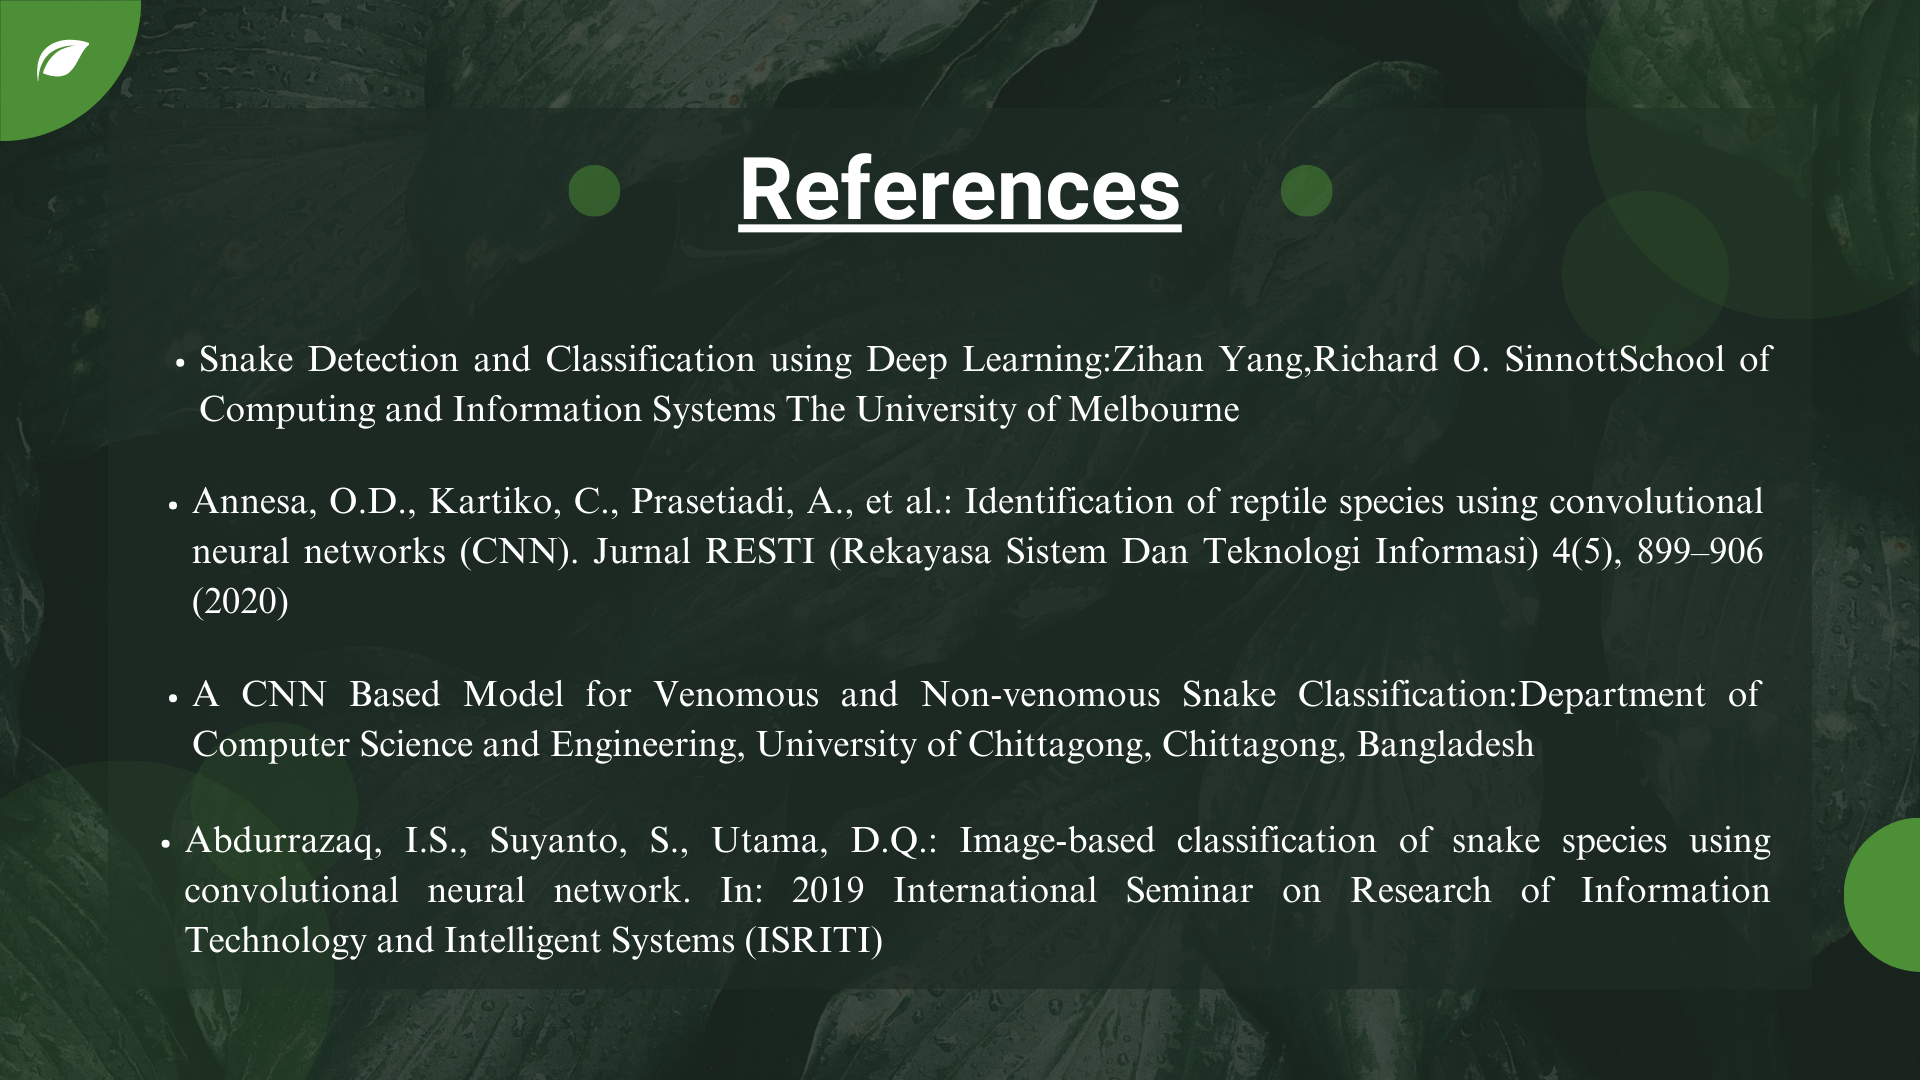 References
• Snake Detection and Classification using Deep Learning:Zihan Yang,Richard O. SinnottSchool of
Computing and Information Systems The University of Melbourne
• Annesa, O.D., Kartiko, C., Prasetiadi, A., et al.: Identification of reptile species using convolutional
neural networks (CNN). Jurnal RESTI (Rekayasa Sistem Dan Teknologi Informasi) 4(5), 899–906
(2020)
• A CNN Based Model for Venomous and Non-venomous Snake Classification:Department of
Computer Science and Engineering, University of Chittagong, Chittagong, Bangladesh
• Abdurrazaq, I.S., Suyanto, S., Utama, D.Q.: Image-based classification of snake species using
convolutional neural network. In: 2019 International Seminar on Research of Information
Technology and Intelligent Systems (ISRITI)